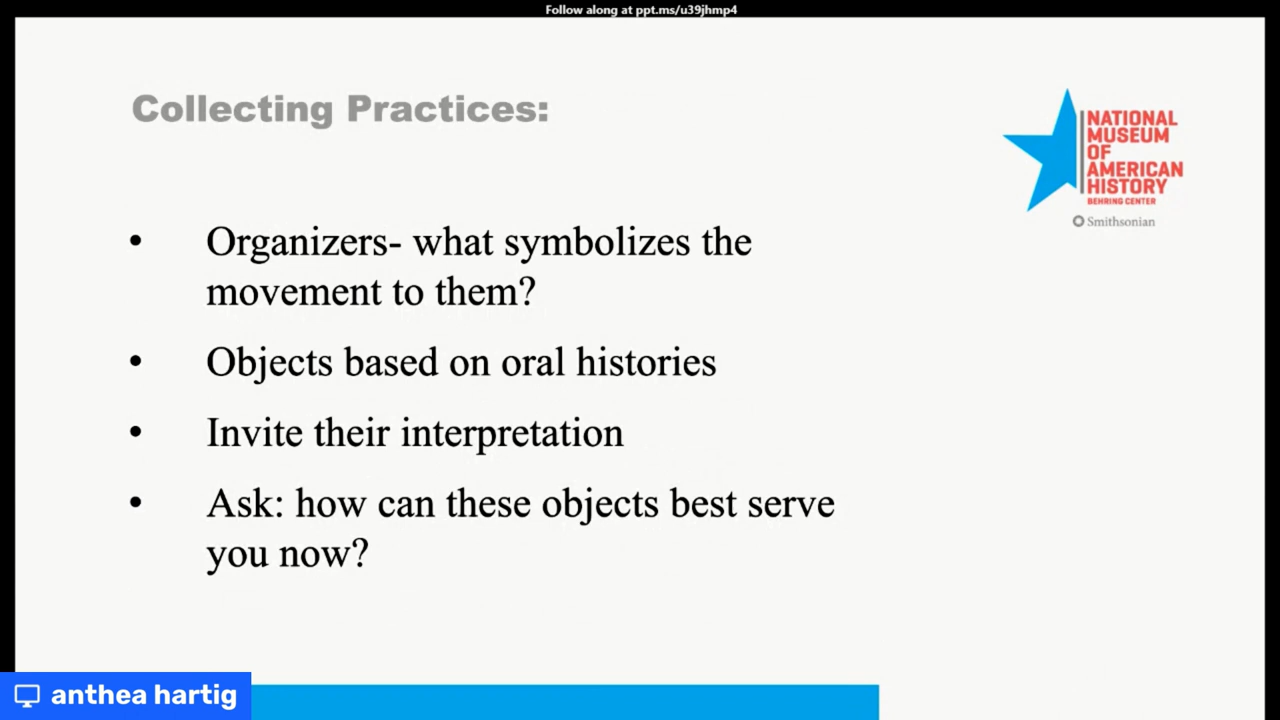 Follow along at ppt.ms/u39jhmp4
Collecting Practices:
NATIONAL
MUSEUM
OF
AMERICAN
HISTORY
BEHRING CENTER
Smithsonian
• Organizers- what symbolizes the
movement to them?
• Objects based on oral histories
• Invite their interpretation
• Ask: how can these objects best serve
you now?
anthea hartig